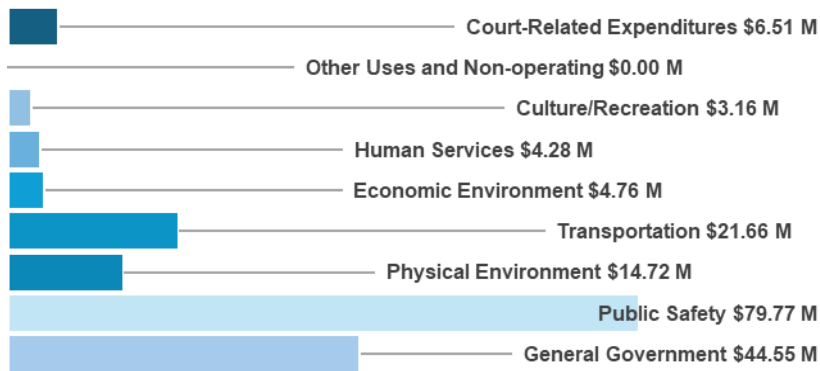 Court-Related Expenditures $6.51 M
Other Uses and Non-operating $0.00 M
Culture/Recreation $3.16 M
Human Services $4.28 M
Economic Environment $4.76 M
Transportation $21.66 M
Physical Environment $14.72 M
Public Safety $79.77 M
General Government $44.55 M